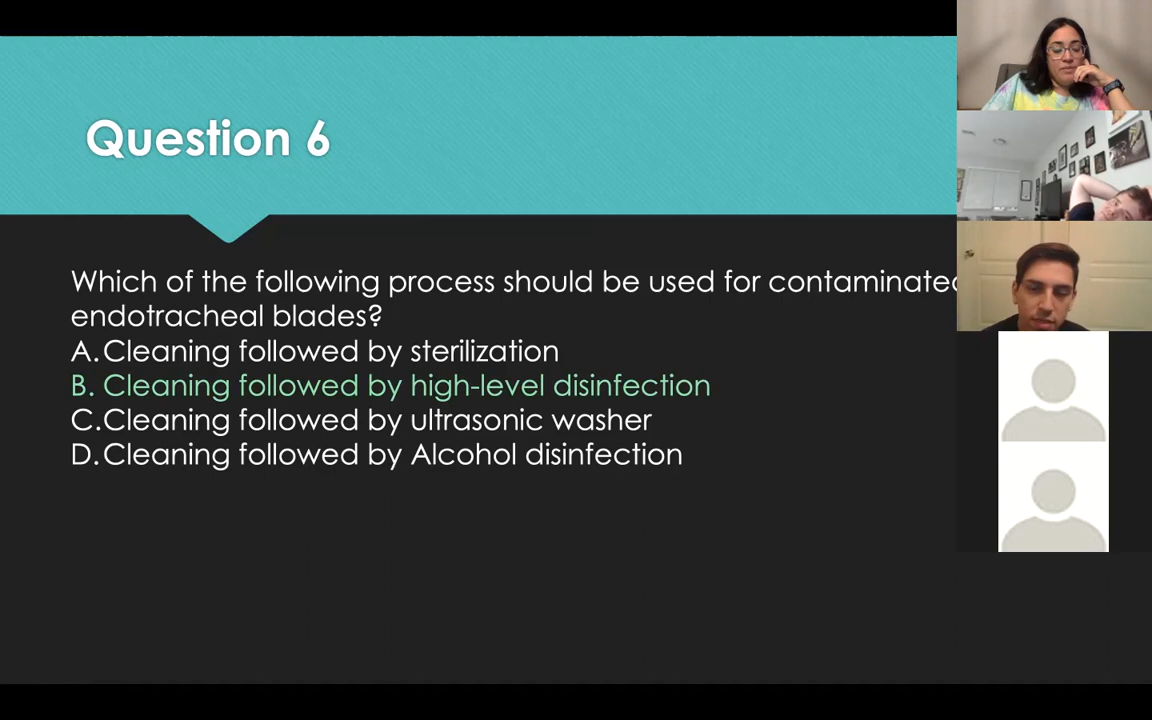 Question 6
Which of the following process should be used for contaminated
endotracheal blades?
A. Cleaning followed by sterilization
B. Cleaning followed by high-level disinfection
C. Cleaning followed by ultrasonic washer
D. Cleaning followed by Alcohol disinfection